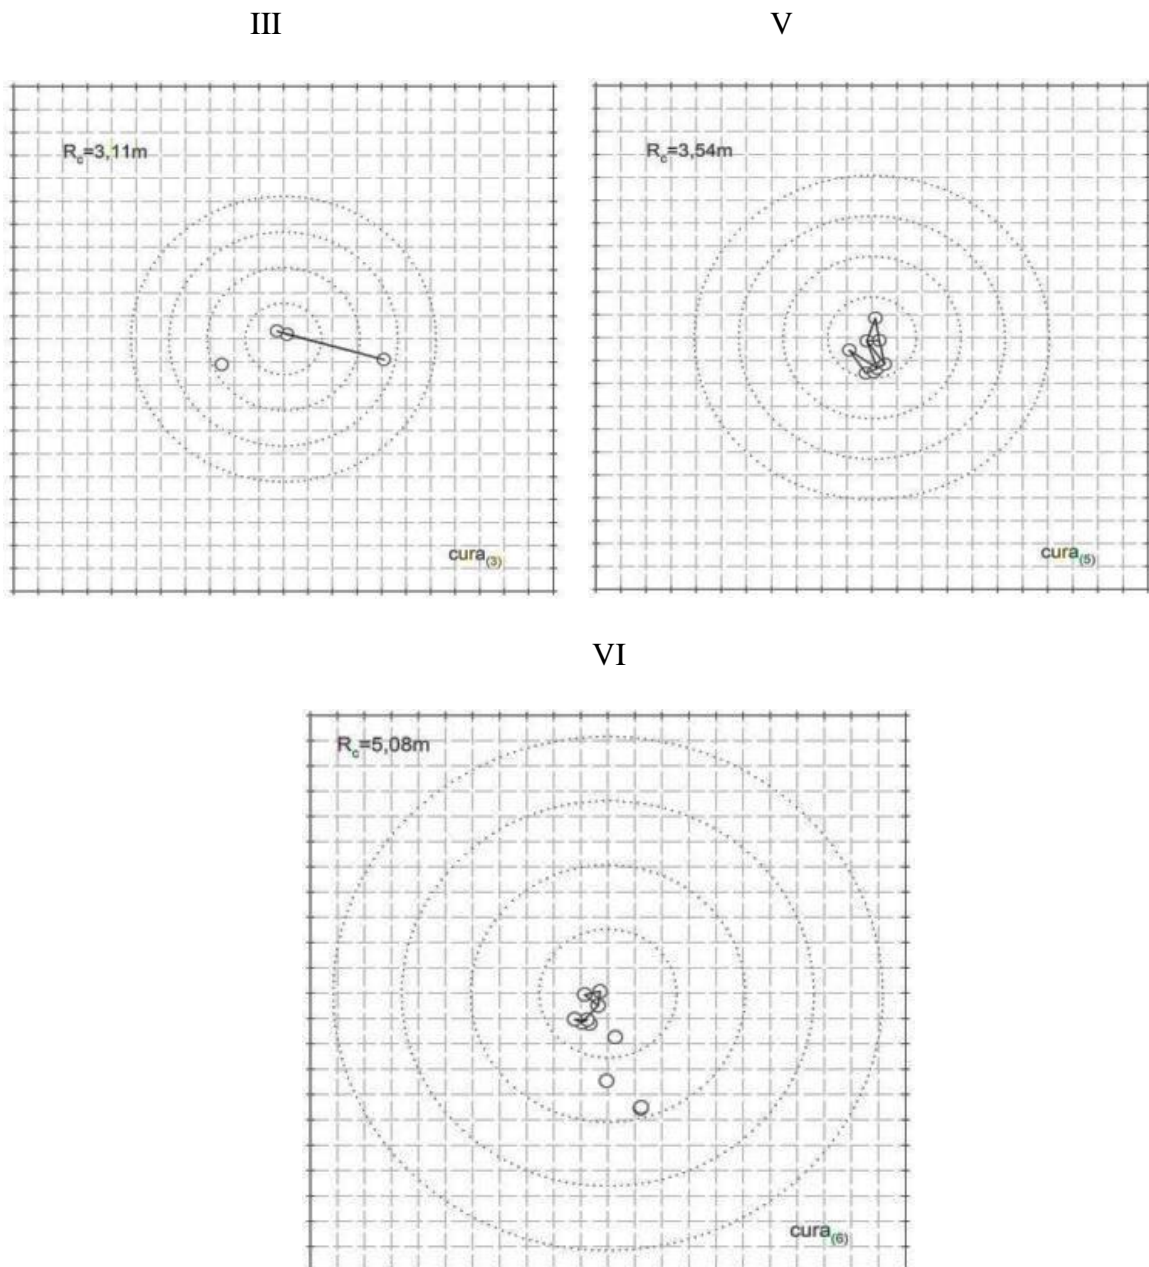 III V
R_c=3,11m R_c=3,54m
cura_(3) cura_(5)
VI
R_c=5,08m
cura_(6)